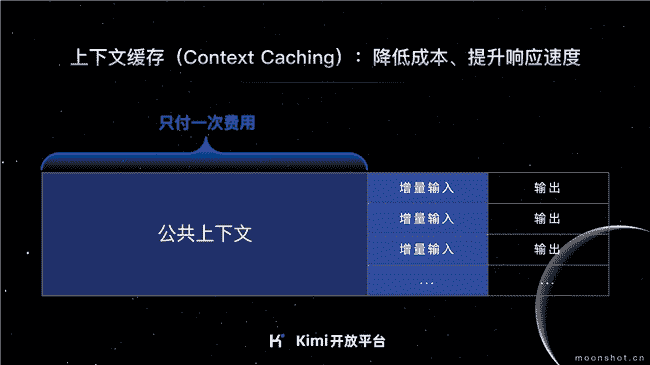 上下文缓存（Context Caching）：降低成本、提升响应速度
只付一次费用
公共上下文
增量输入 输出
增量输入 输出
增量输入 输出
... ...
Kimi开放平台
moonshot.cn